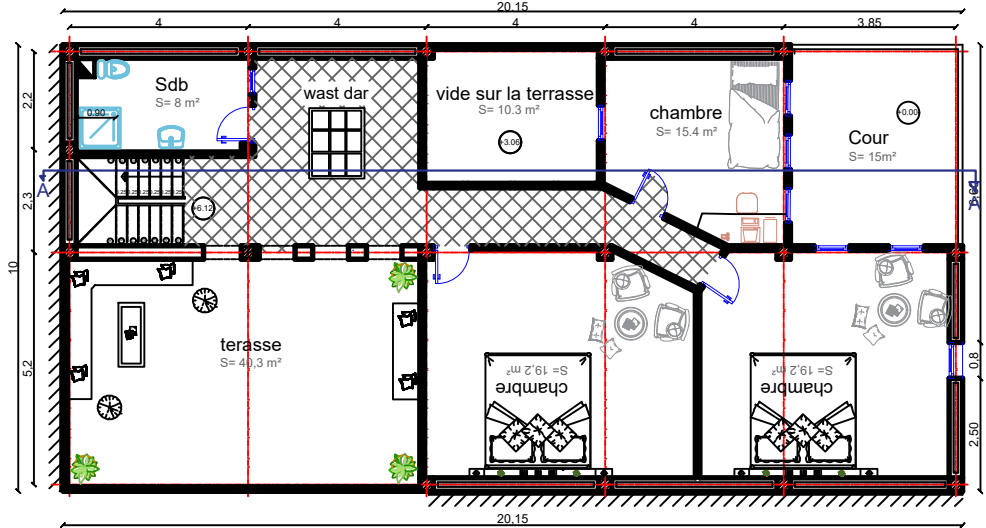 20.15
4 4 4 4 3.85
Sdb
S= 8 m²
0.90
wast dar
vide sur la terrasse
S= 10.3 m²
+3.06
chambre
S= 15.4 m²
+0.00
Cour
S= 15m²
2,2
2.3
10
5,2
A
+6.12
A
terasse
S= 40,3 m²
chambre
S= 19,2 m²
chambre
S= 19,2 m²
0.8
2,50
20,15